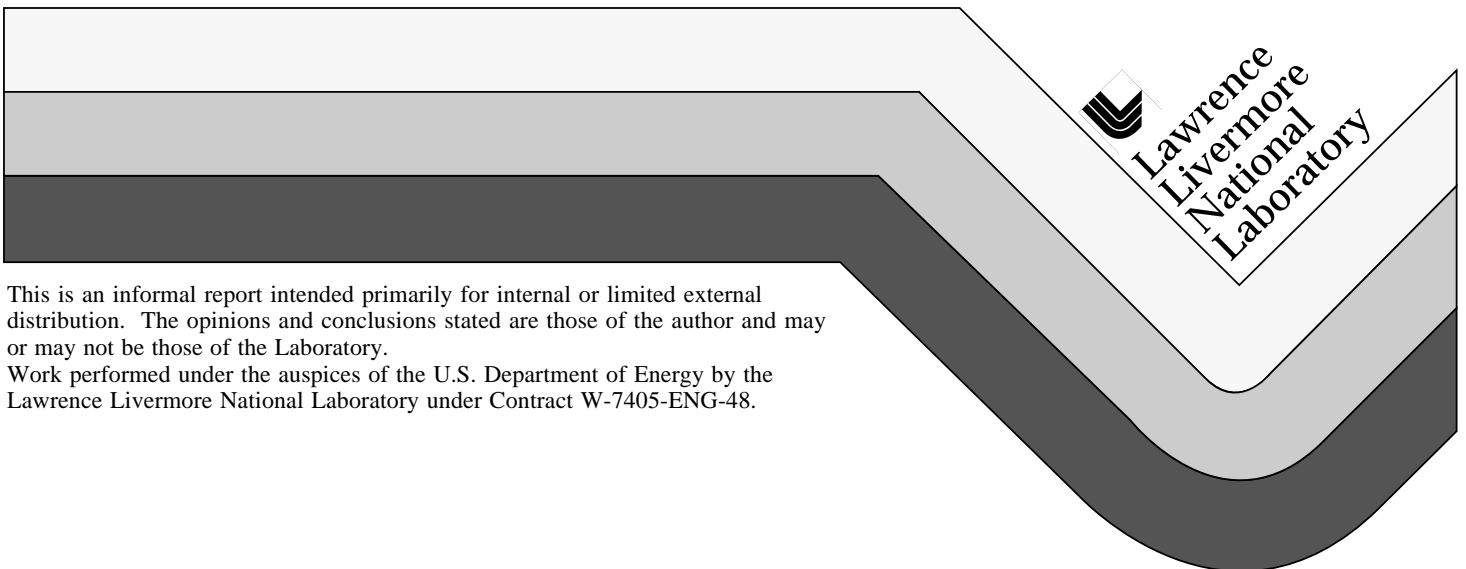 Lawrence
Livermore
National
Laboratory
This is an informal report intended primarily for internal or limited external
distribution.  The opinions and conclusions stated are those of the author and may
or may not be those of the Laboratory.
Work performed under the auspices of the U.S. Department of Energy by the
Lawrence Livermore National Laboratory under Contract W-7405-ENG-48.